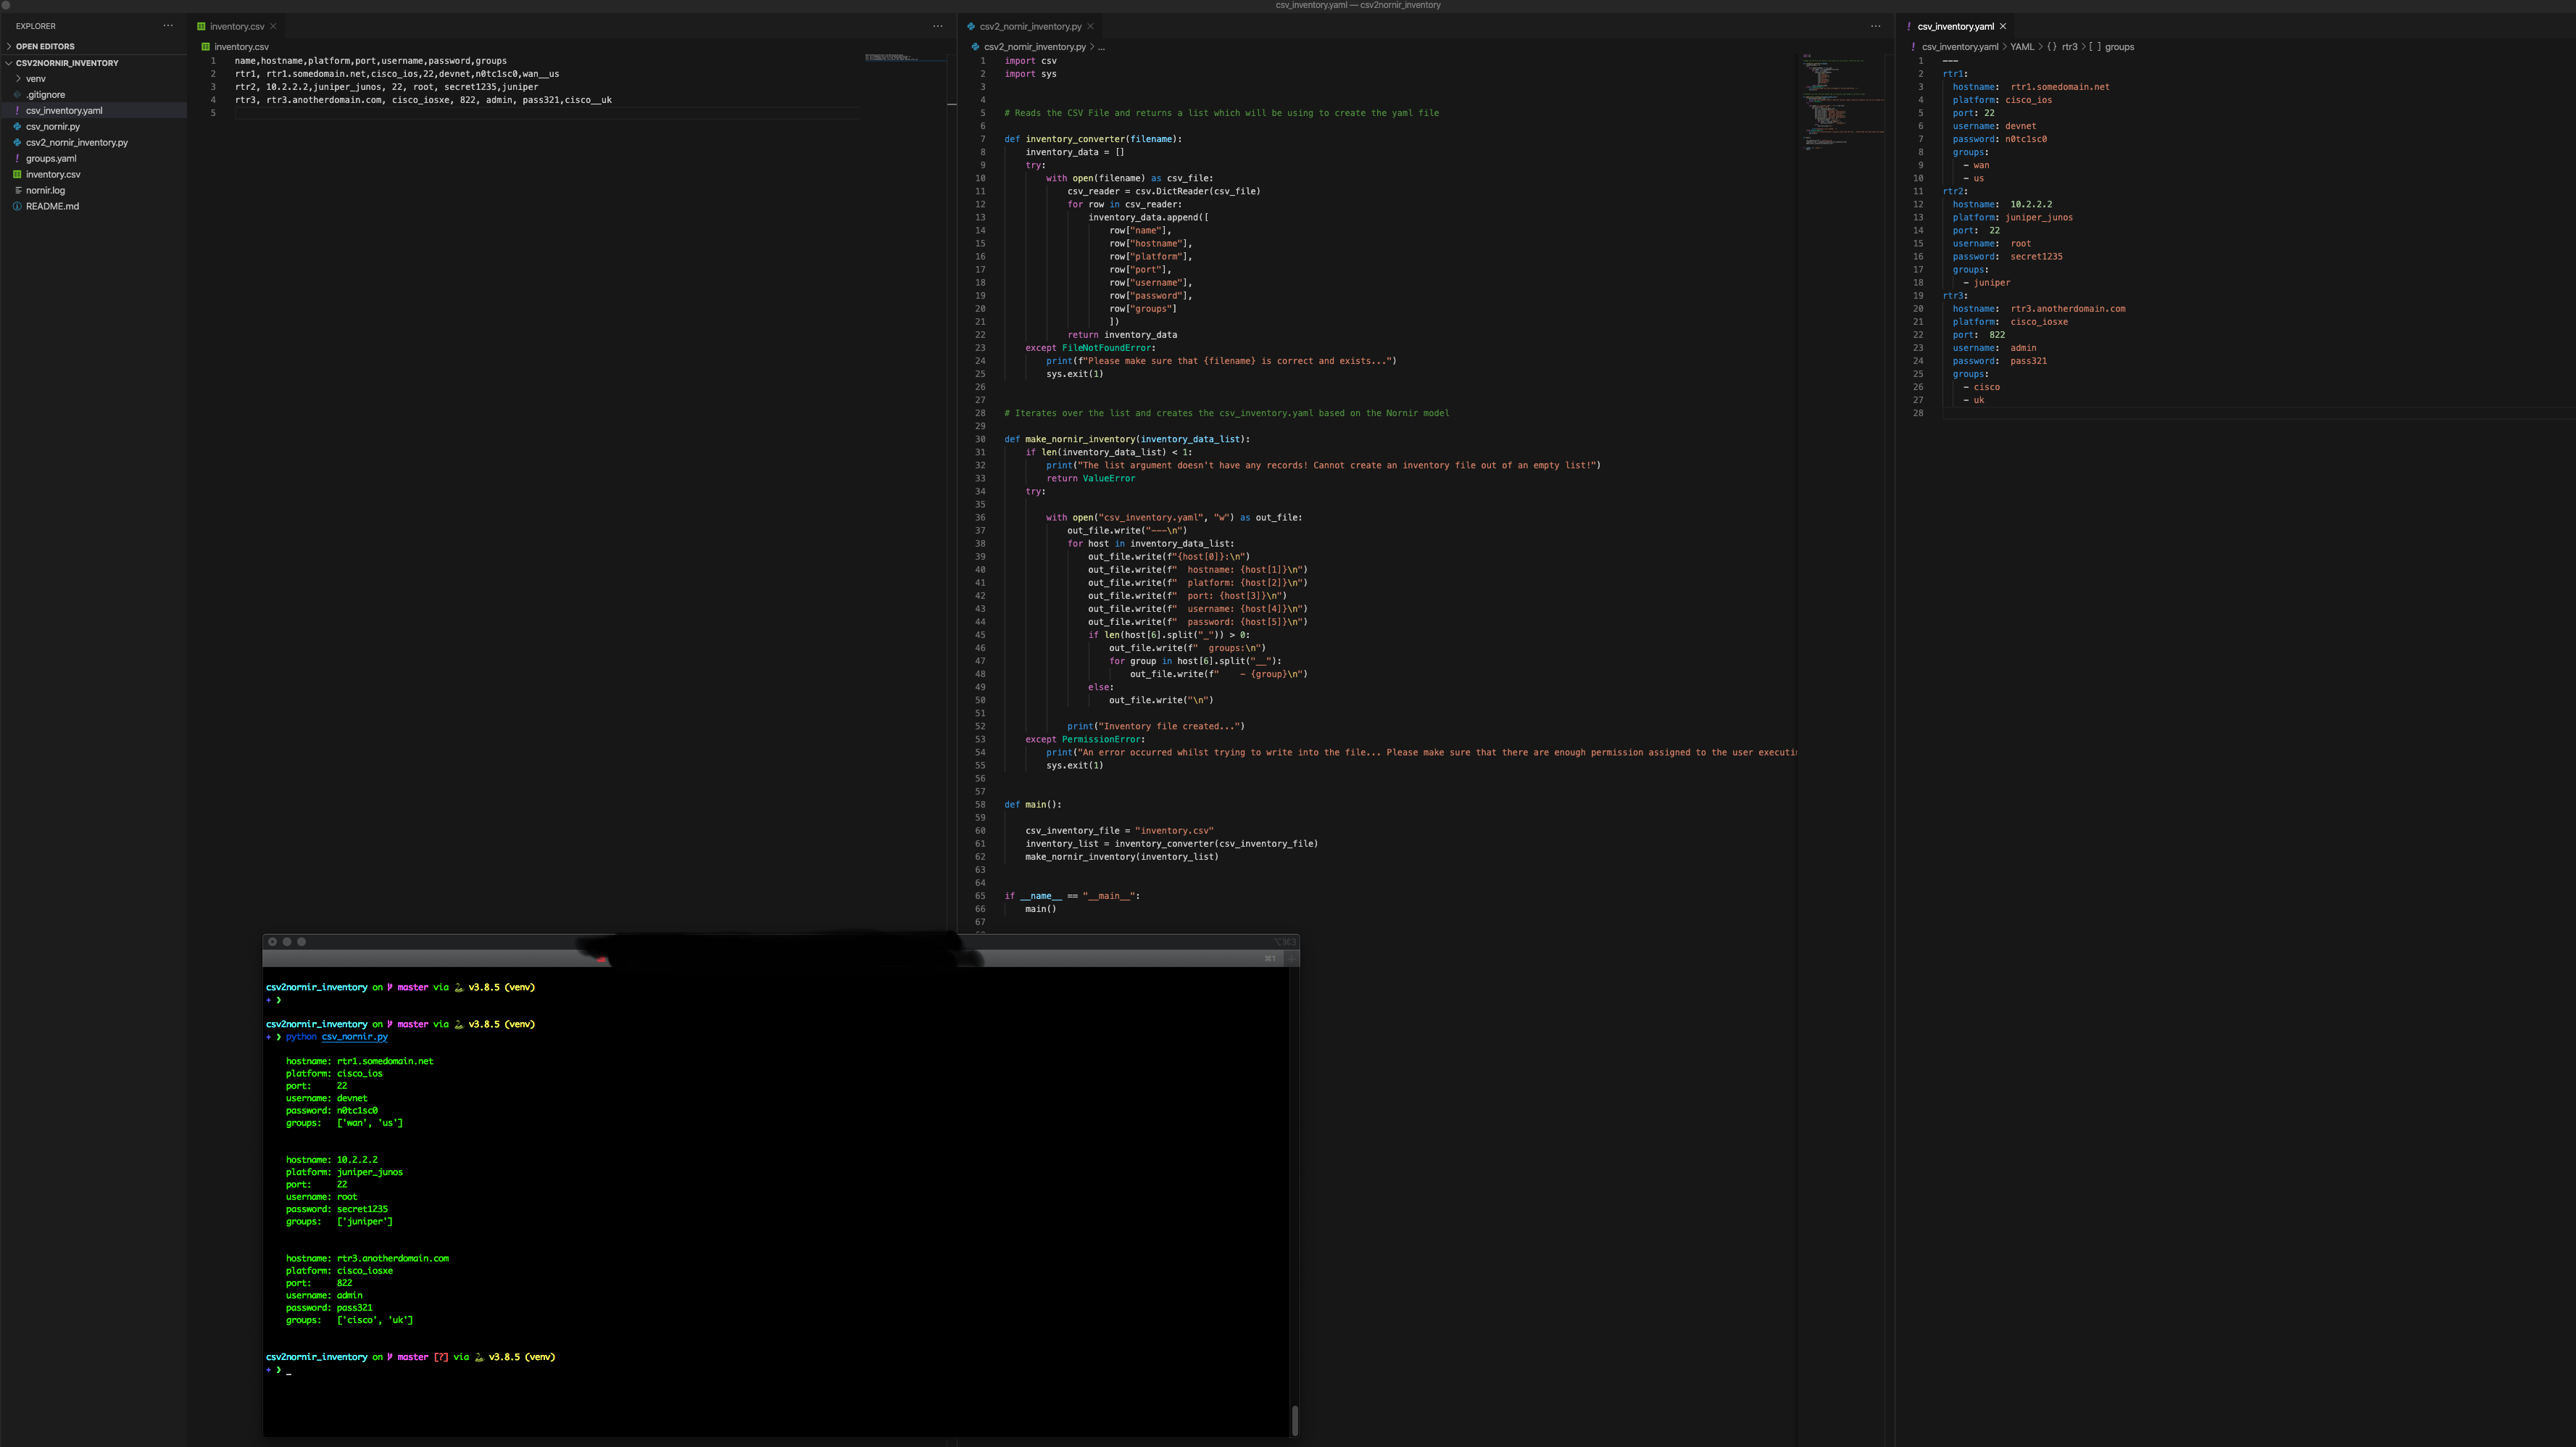 csv_inventory.yaml — csv2nornir_inventory
EXPLORER
OPEN EDITORS
CSV2NORNIR_INVENTORY
venv
.gitignore
csv_inventory.yaml
csv_nornir.py
csv2_nornir_inventory.py
groups.yaml
inventory.csv
nornir.log
README.md
inventory.csv
inventory.csv
1 name,hostname,platform,port,username,password,groups
2 rtr1, rtr1.somedomain.net,cisco_ios,22,devnet,n0tc1sc0,wan__us
3 rtr2, 10.2.2.2,juniper_junos, 22, root, secret1235,juniper
4 rtr3, rtr3.anotherdomain.com, cisco_iosxe, 822, admin, pass321,cisco__uk
5
csv2_nornir_inventory.py
csv2_nornir_inventory.py > ...
1 import csv
2 import sys
3
4
5 # Reads the CSV File and returns a list which will be using to create the yaml file
6
7 def inventory_converter(filename):
8     inventory_data = []
9     try:
10         with open(filename) as csv_file:
11             csv_reader = csv.DictReader(csv_file)
12             for row in csv_reader:
13                 inventory_data.append([
14                     row["name"],
15                     row["hostname"],
16                     row["platform"],
17                     row["port"],
18                     row["username"],
19                     row["password"],
20                     row["groups"]
21                     ])
22             return inventory_data
23     except FileNotFoundError:
24         print(f"Please make sure that {filename} is correct and exists...")
25         sys.exit(1)
26
27
28 # Iterates over the list and creates the csv_inventory.yaml based on the Nornir model
29
30 def make_nornir_inventory(inventory_data_list):
31     if len(inventory_data_list) < 1:
32         print("The list argument doesn't have any records! Cannot create an inventory file out of an empty list!")
33         return ValueError
34     try:
35
36         with open("csv_inventory.yaml", "w") as out_file:
37             out_file.write("---\n")
38             for host in inventory_data_list:
39                 out_file.write(f"{host[0]}:\n")
40                 out_file.write(f"  hostname: {host[1]}\n")
41                 out_file.write(f"  platform: {host[2]}\n")
42                 out_file.write(f"  port: {host[3]}\n")
43                 out_file.write(f"  username: {host[4]}\n")
44                 out_file.write(f"  password: {host[5]}\n")
45                 if len(host[6].split("_")) > 0:
46                     out_file.write(f"  groups:\n")
47                     for group in host[6].split("__"):
48                         out_file.write(f"    - {group}\n")
49                 else:
50                     out_file.write("\n")
51
52             print("Inventory file created...")
53     except PermissionError:
54         print("An error occurred whilst trying to write into the file... Please make sure that there are enough permission assigned to the user executi
55         sys.exit(1)
56
57
58 def main():
59
60     csv_inventory_file = "inventory.csv"
61     inventory_list = inventory_converter(csv_inventory_file)
62     make_nornir_inventory(inventory_list)
63
64
65 if __name__ == "__main__":
66     main()
67
csv_inventory.yaml
csv_inventory.yaml > YAML > {} rtr3 > [ ] groups
1 ---
2 rtr1:
3   hostname:  rtr1.somedomain.net
4   platform: cisco_ios
5   port: 22
6   username: devnet
7   password: n0tc1sc0
8   groups:
9     - wan
10     - us
11 rtr2:
12   hostname:  10.2.2.2
13   platform: juniper_junos
14   port:  22
15   username:  root
16   password:  secret1235
17   groups:
18     - juniper
19 rtr3:
20   hostname:  rtr3.anotherdomain.com
21   platform:  cisco_iosxe
22   port:  822
23   username:  admin
24   password:  pass321
25   groups:
26     - cisco
27     - uk
28
⌥⌘3
⌘1
csv2nornir_inventory on master via v3.8.5 (venv)
+ ❯
csv2nornir_inventory on master via v3.8.5 (venv)
+ ❯ python csv_nornir.py
hostname: rtr1.somedomain.net
platform: cisco_ios
port:     22
username: devnet
password: n0tc1sc0
groups:   ['wan', 'us']
hostname: 10.2.2.2
platform: juniper_junos
port:     22
username: root
password: secret1235
groups:   ['juniper']
hostname: rtr3.anotherdomain.com
platform: cisco_iosxe
port:     822
username: admin
password: pass321
groups:   ['cisco', 'uk']
csv2nornir_inventory on master [?] via v3.8.5 (venv)
+ ❯ _